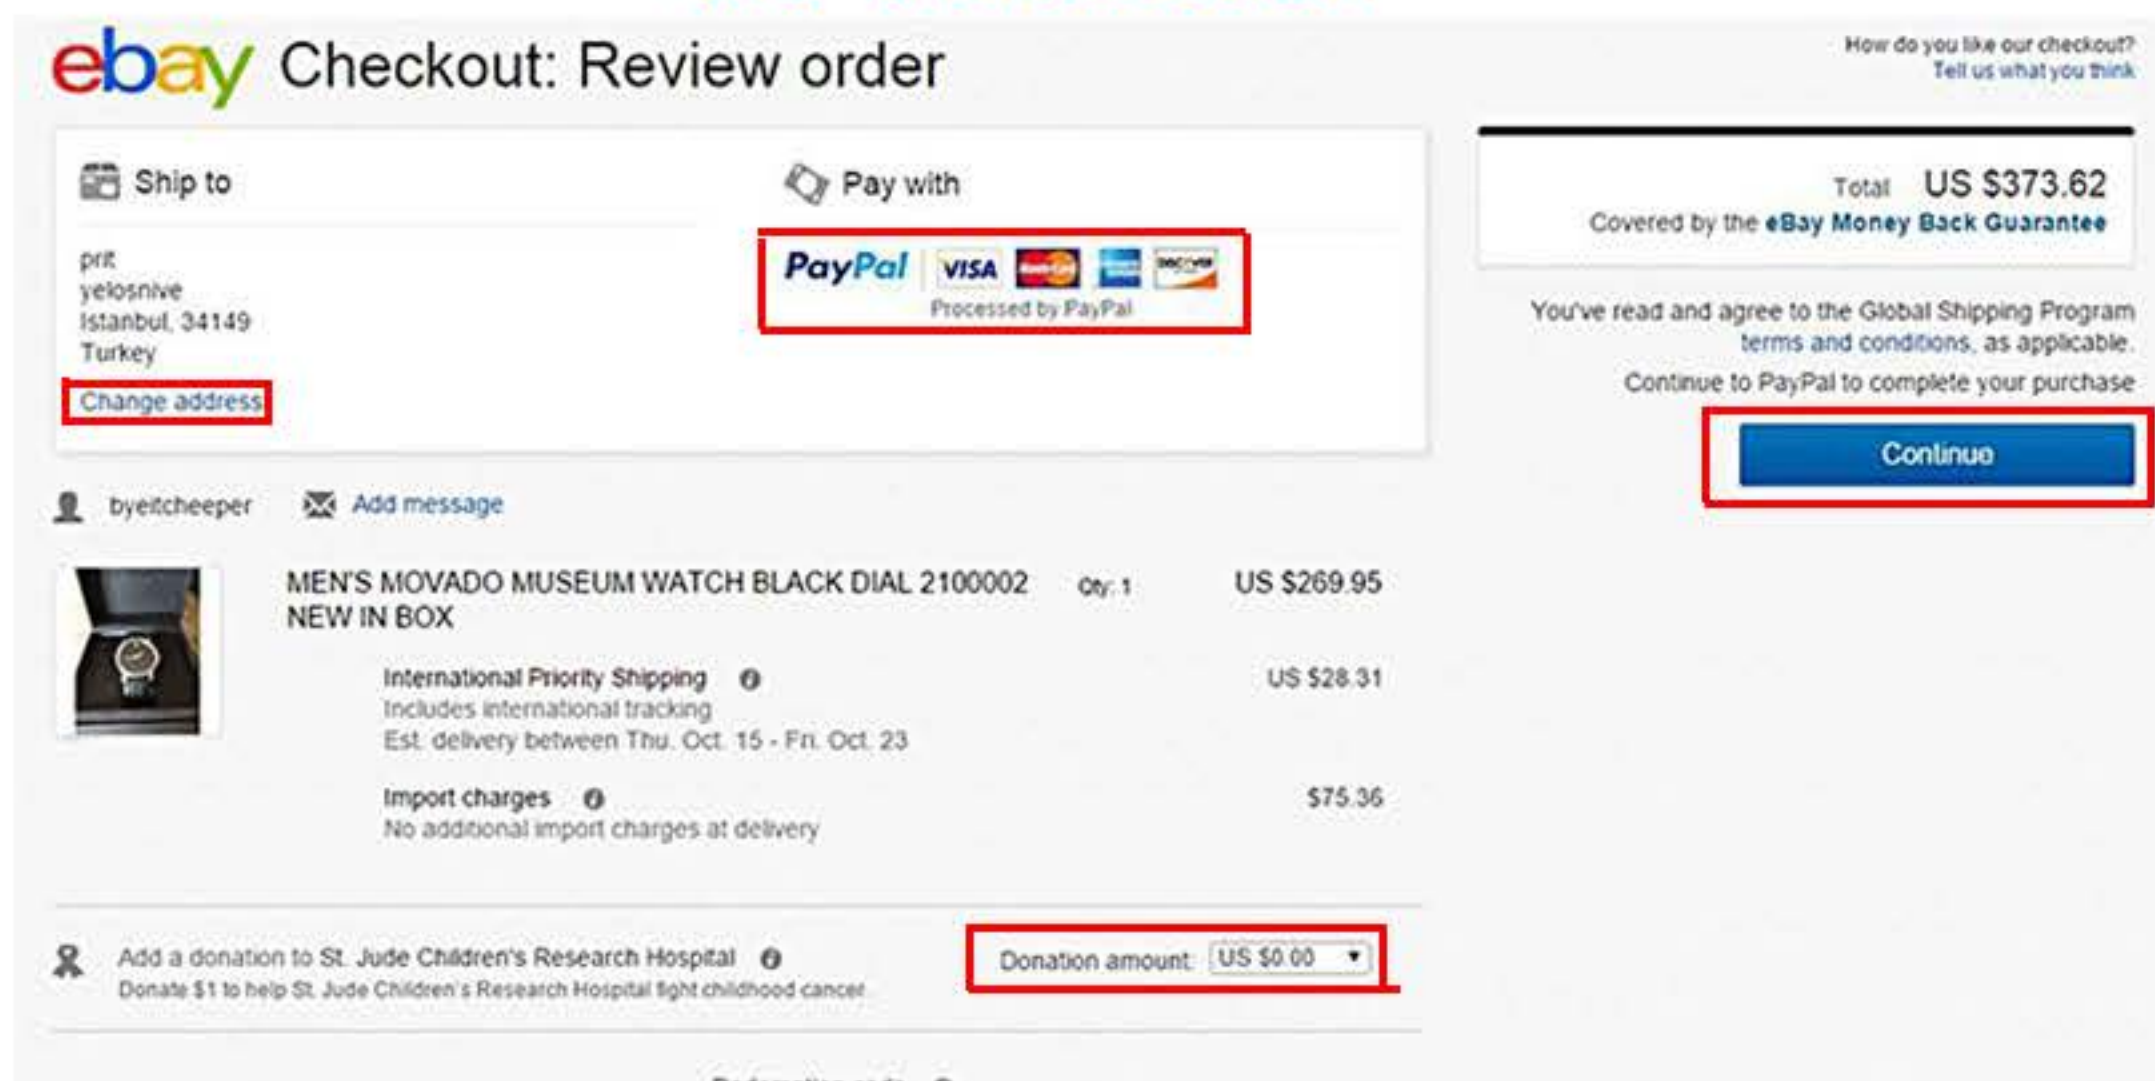 ebay Checkout: Review order
How do you like our checkout?
Tell us what you think
Ship to
prit
yelosnive
Istanbul, 34149
Turkey
Change address
Pay with
PayPal VISA MasterCard DISCOVER
Processed by PayPal
Total US $373.62
Covered by the eBay Money Back Guarantee
You've read and agree to the Global Shipping Program
terms and conditions, as applicable.
Continue to PayPal to complete your purchase
Continue
byeitcheeper Add message
MEN'S MOVADO MUSEUM WATCH BLACK DIAL 2100002 Qty: 1 US $269.95
NEW IN BOX
International Priority Shipping US $28.31
Includes international tracking
Est. delivery between Thu. Oct. 15 - Fri. Oct. 23
Import charges $75.36
No additional import charges at delivery
Add a donation to St. Jude Children's Research Hospital Donation amount: US $0.00
Donate $1 to help St. Jude Children's Research Hospital fight childhood cancer